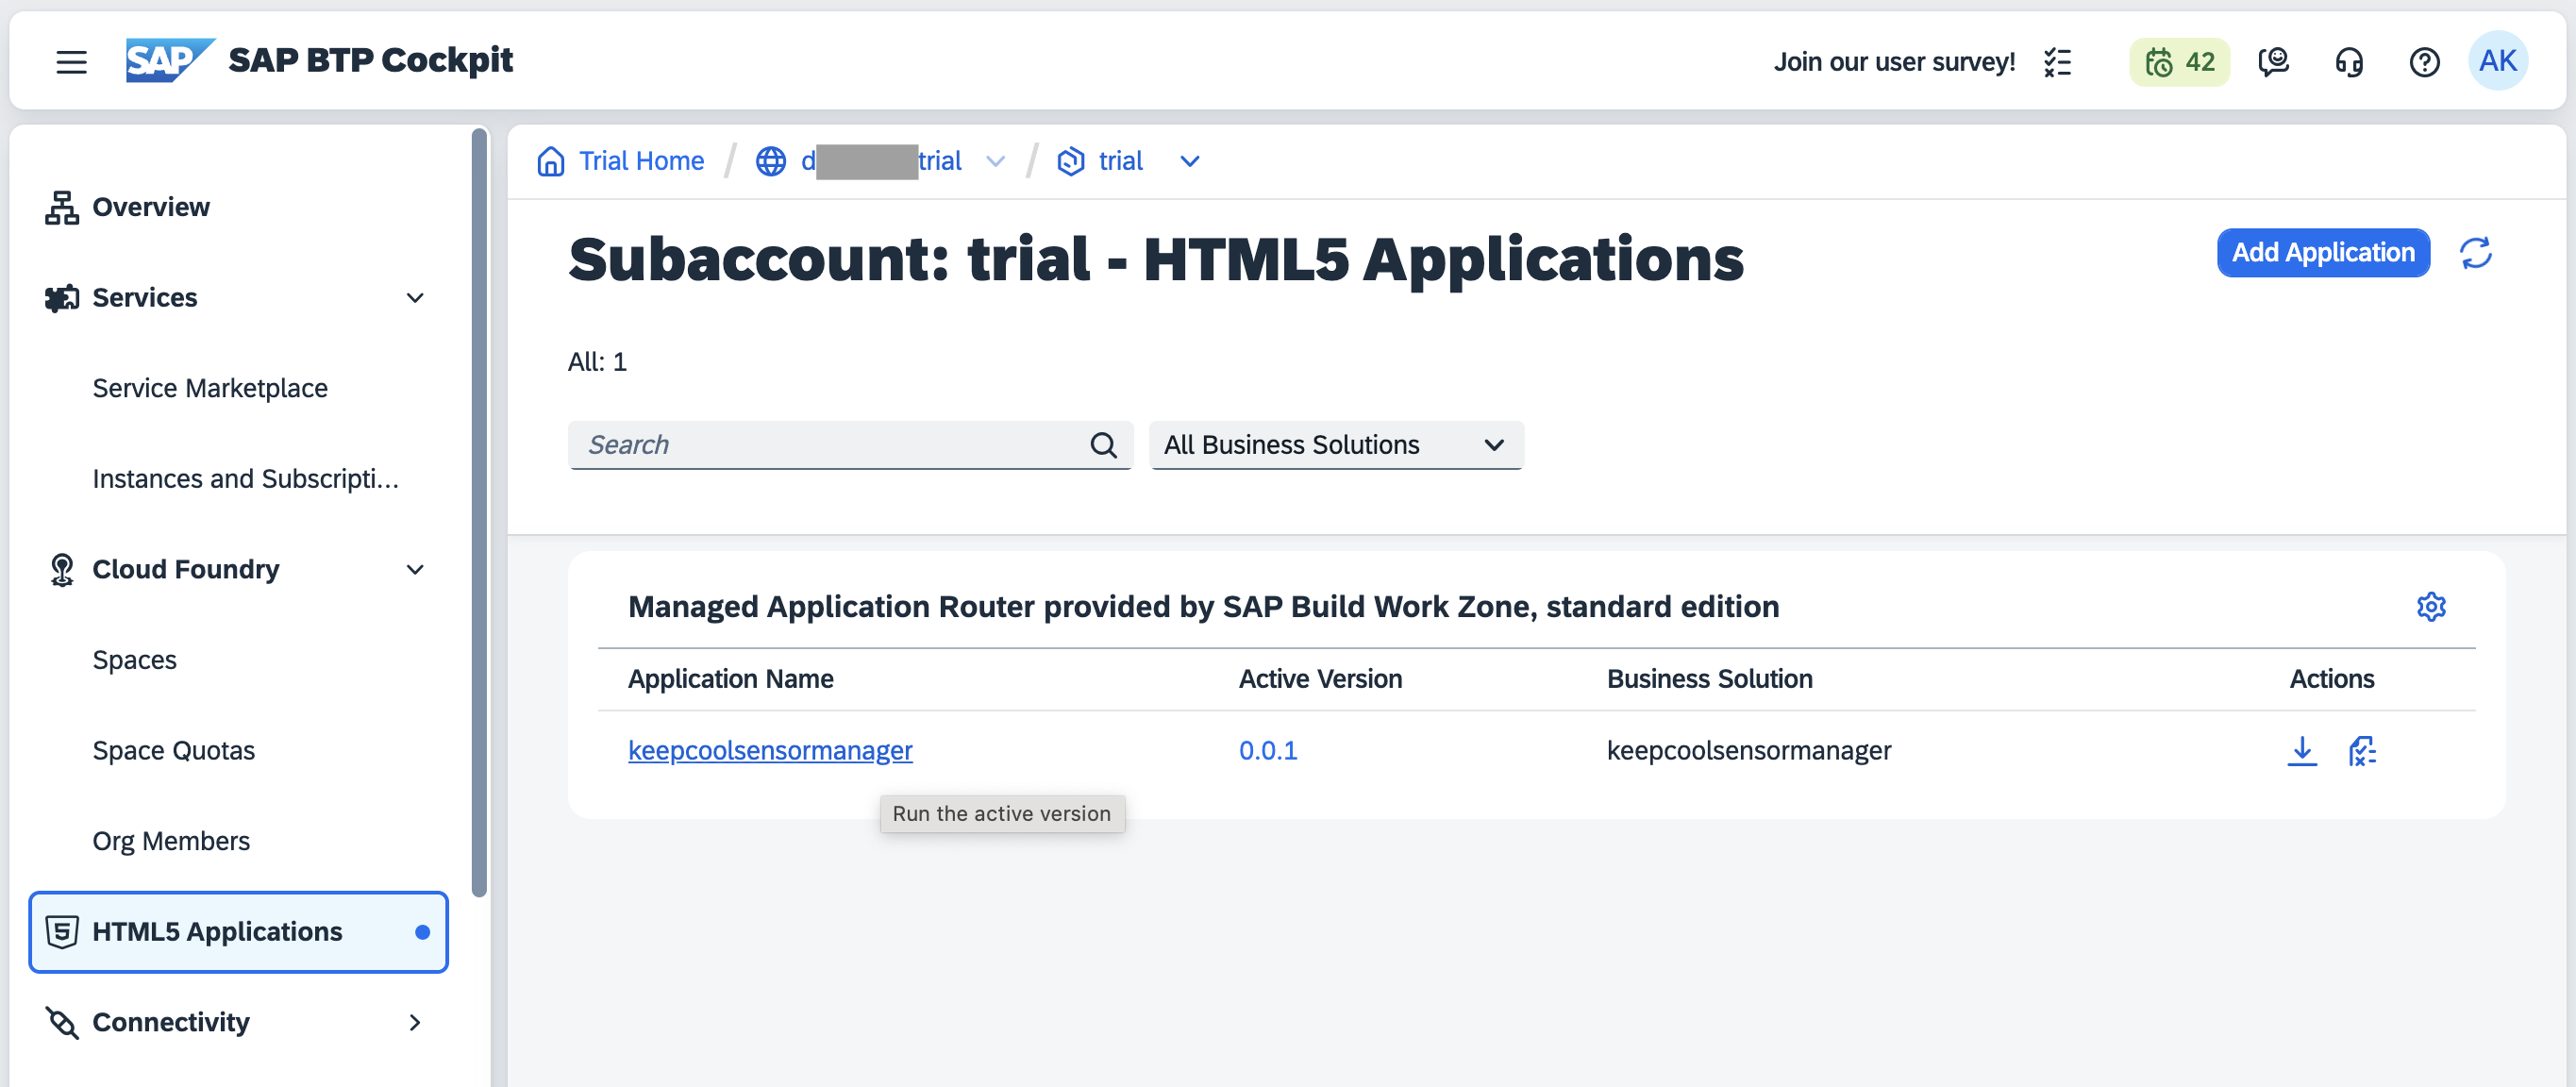 SAP SAP BTP Cockpit
Join our user survey!
42
AK
Overview
Services
Service Marketplace
Instances and Subscripti...
Cloud Foundry
Spaces
Space Quotas
Org Members
HTML5 Applications
Connectivity
Trial Home / d trial / trial
Subaccount: trial - HTML5 Applications
Add Application
All: 1
Search
All Business Solutions
Managed Application Router provided by SAP Build Work Zone, standard edition
Application Name Active Version Business Solution Actions
keepcoolsensormanager 0.0.1 keepcoolsensormanager
Run the active version